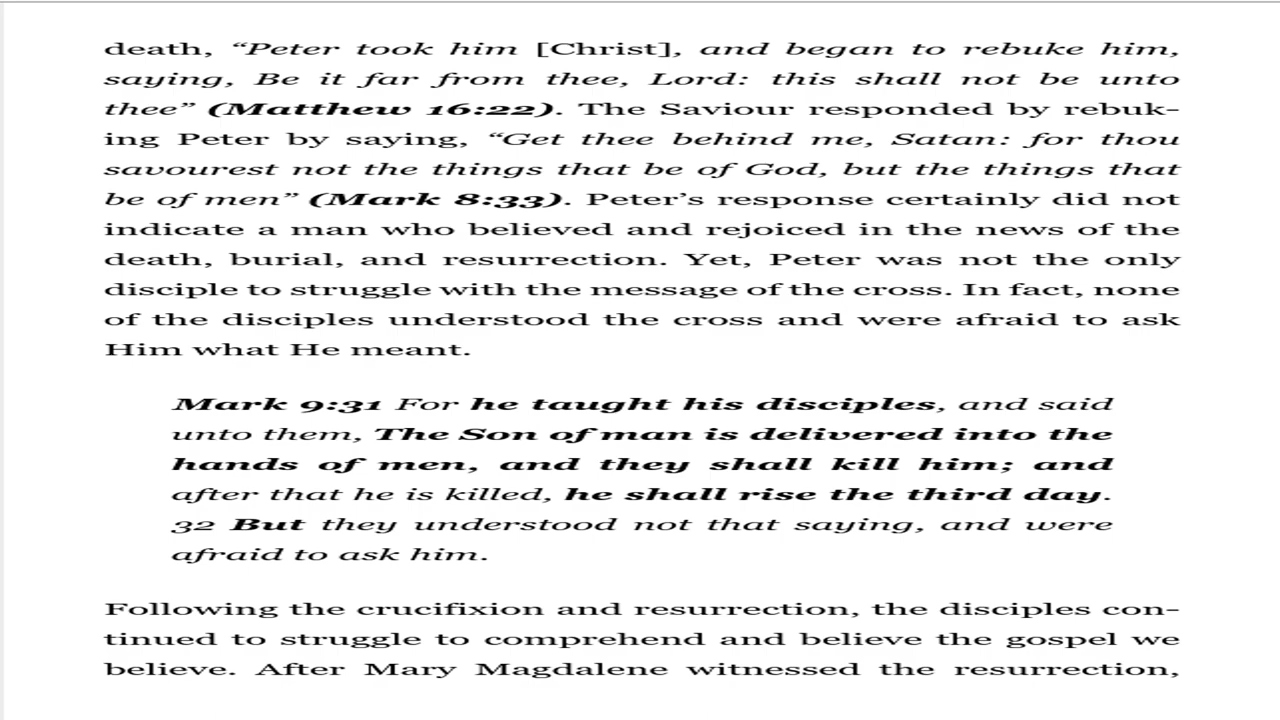 death, “Peter took him [Christ], and began to rebuke him,
saying, Be it far from thee, Lord: this shall not be unto
thee” (Matthew 16:22). The Saviour responded by rebuk-
ing Peter by saying, “Get thee behind me, Satan: for thou
savourest not the things that be of God, but the things that
be of men” (Mark 8:33). Peter’s response certainly did not
indicate a man who believed and rejoiced in the news of the
death, burial, and resurrection. Yet, Peter was not the only
disciple to struggle with the message of the cross. In fact, none
of the disciples understood the cross and were afraid to ask
Him what He meant.
Mark 9:31 For he taught his disciples, and said
unto them, The Son of man is delivered into the
hands of men, and they shall kill him; and
after that he is killed, he shall rise the third day.
32 But they understood not that saying, and were
afraid to ask him.
Following the crucifixion and resurrection, the disciples con-
tinued to struggle to comprehend and believe the gospel we
believe. After Mary Magdalene witnessed the resurrection,